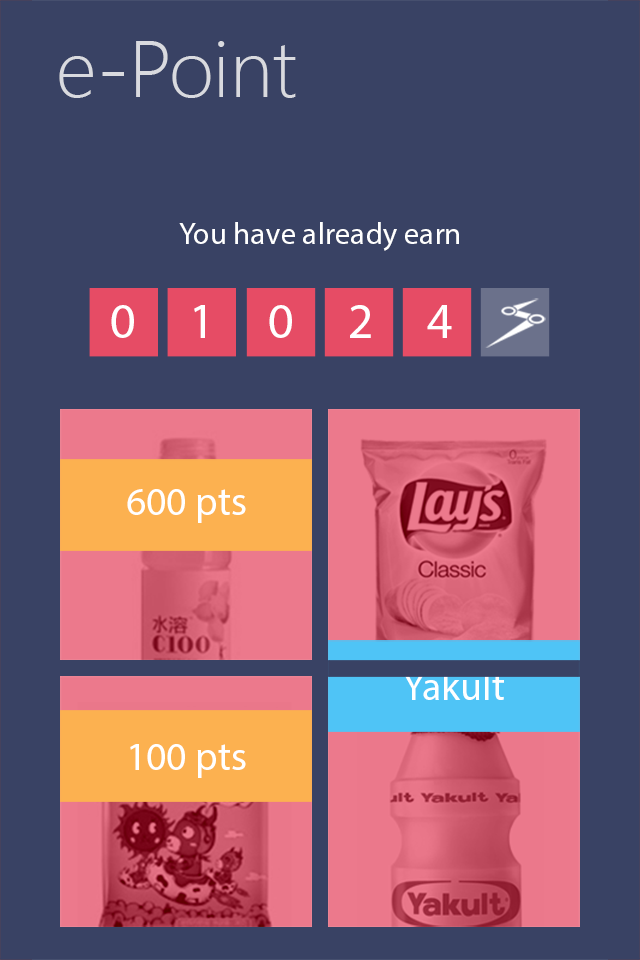 e-Point
You have already earn
0 1 0 2 4
600 pts
水溶
C100
Lay's
Classic
100 pts
Yakult
ult Yakult Ya
Yakult